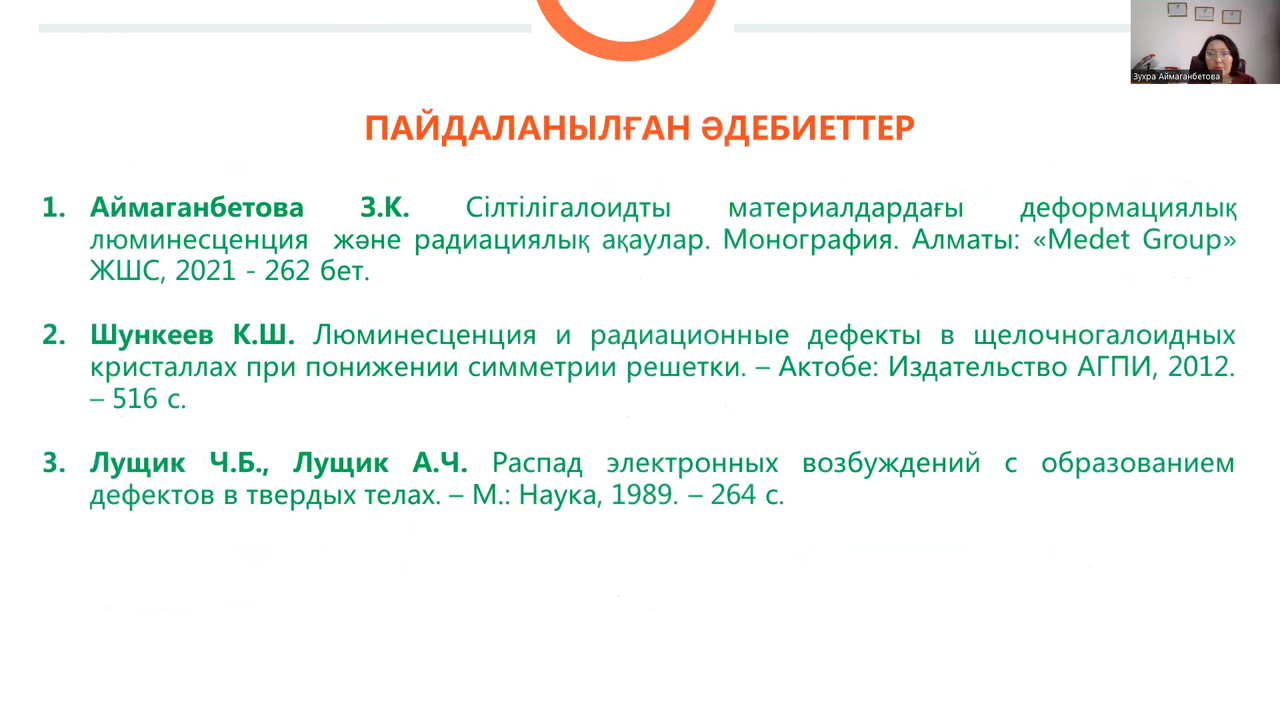 Зухра Аймаганбетова
ПАЙДАЛАНЫЛҒАН ӘДЕБИЕТТЕР
1. Аймаганбетова З.К. Сілтілігалоидты материалдардағы деформациялық
люминесценция және радиациялық ақаулар. Монография. Алматы: «Medet Group»
ЖШС, 2021 - 262 бет.
2. Шункеев К.Ш. Люминесценция и радиационные дефекты в щелочногалоидных
кристаллах при понижении симметрии решетки. – Актобе: Издательство АГПИ, 2012.
– 516 с.
3. Лущик Ч.Б., Лущик А.Ч. Распад электронных возбуждений с образованием
дефектов в твердых телах. – М.: Наука, 1989. – 264 с.